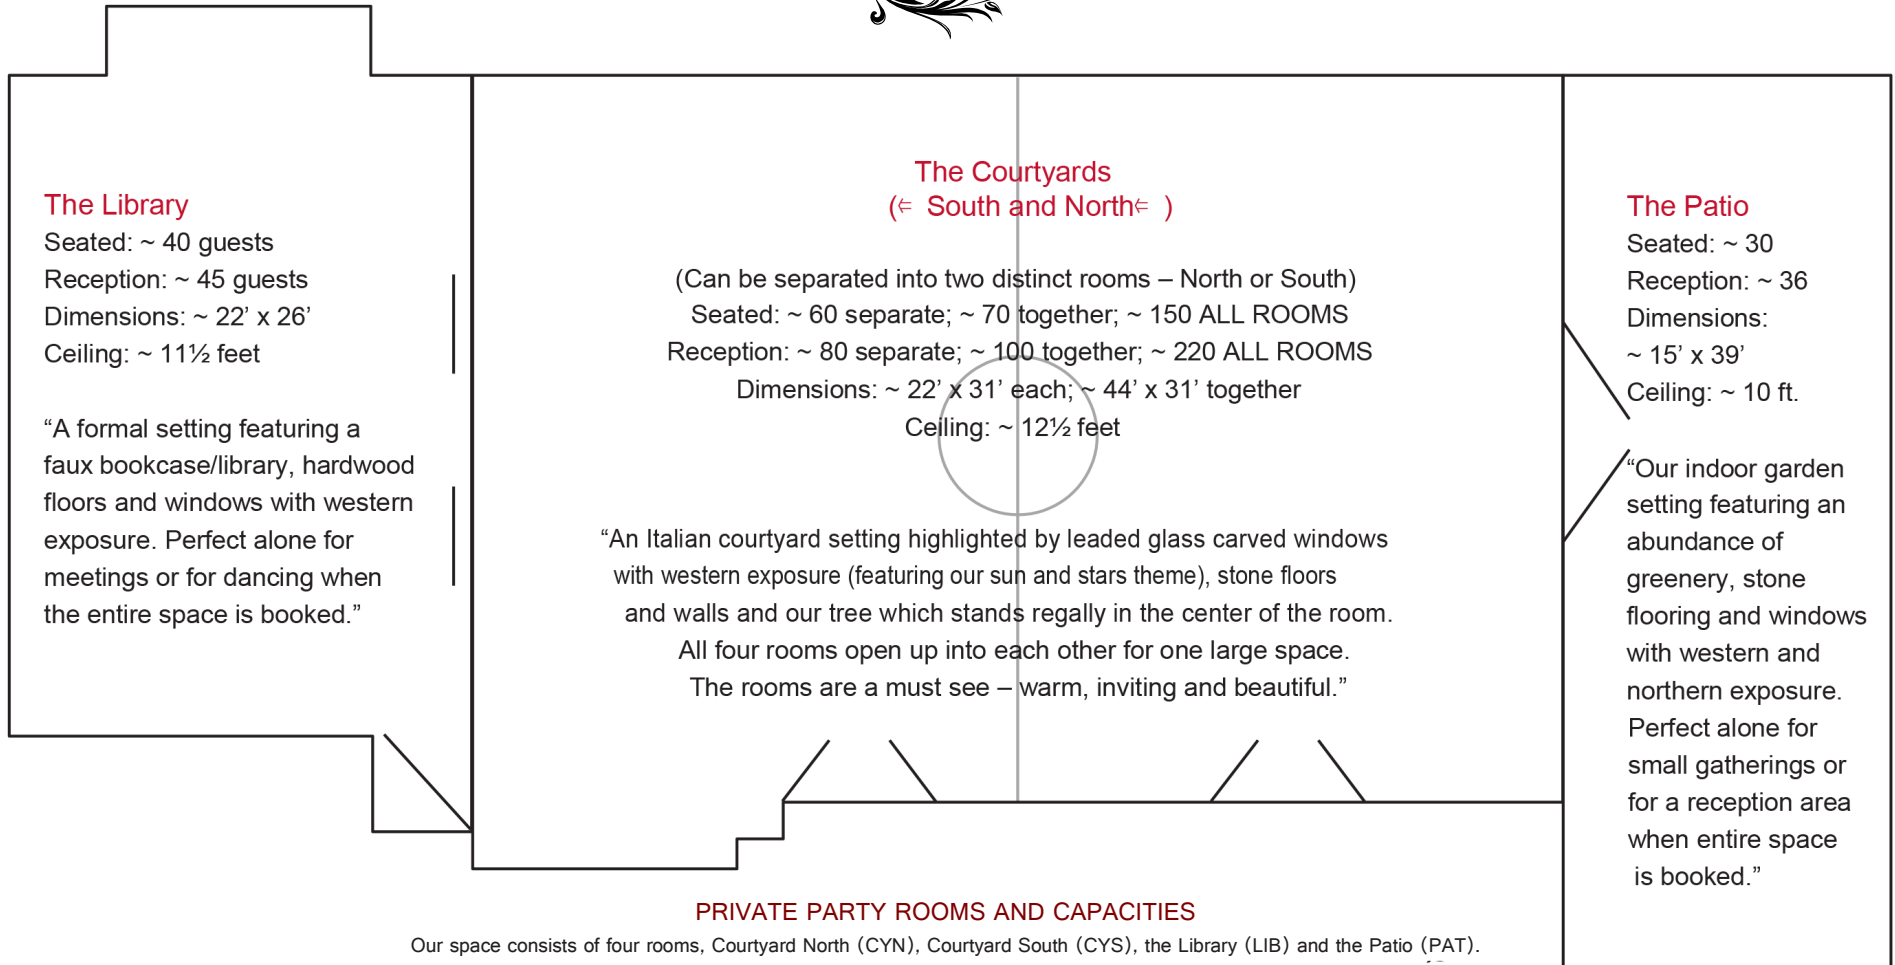 The Library
Seated: ~ 40 guests
Reception: ~ 45 guests
Dimensions: ~ 22’ x 26’
Ceiling: ~ 11½ feet
“A formal setting featuring a
faux bookcase/library, hardwood
floors and windows with western
exposure. Perfect alone for
meetings or for dancing when
the entire space is booked.”
The Courtyards
(⇐ South and North⇐ )
(Can be separated into two distinct rooms – North or South)
Seated: ~ 60 separate; ~ 70 together; ~ 150 ALL ROOMS
Reception: ~ 80 separate; ~ 100 together; ~ 220 ALL ROOMS
Dimensions: ~ 22’ x 31’ each; ~ 44’ x 31’ together
Ceiling: ~ 12½ feet
“An Italian courtyard setting highlighted by leaded glass carved windows
with western exposure (featuring our sun and stars theme), stone floors
and walls and our tree which stands regally in the center of the room.
All four rooms open up into each other for one large space.
The rooms are a must see – warm, inviting and beautiful.”
The Patio
Seated: ~ 30
Reception: ~ 36
Dimensions:
~ 15’ x 39’
Ceiling: ~ 10 ft.
“Our indoor garden
setting featuring an
abundance of
greenery, stone
flooring and windows
with western and
northern exposure.
Perfect alone for
small gatherings or
for a reception area
when entire space
is booked.”
PRIVATE PARTY ROOMS AND CAPACITIES
Our space consists of four rooms, Courtyard North (CYN), Courtyard South (CYS), the Library (LIB) and the Patio (PAT).